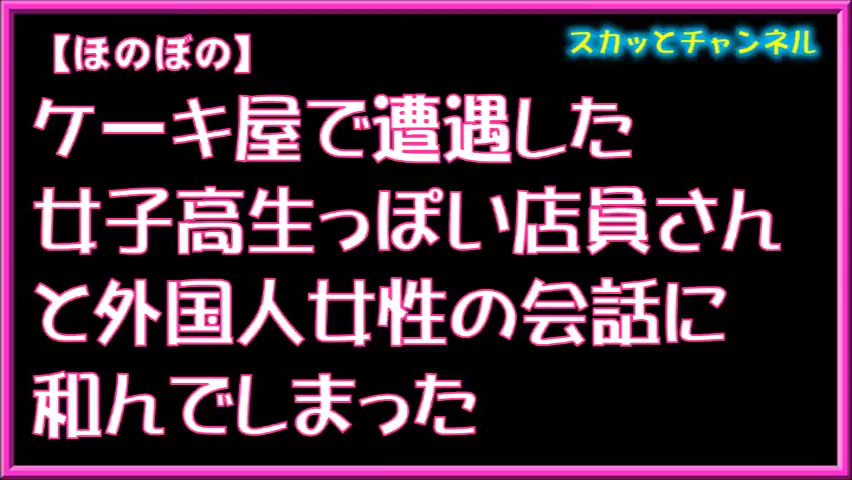 【ほのぼの】
スカッとチャンネル
ケーキ屋で遭遇した
女子高生っぽい店員さん
と外国人女性の会話に
和んでしまった